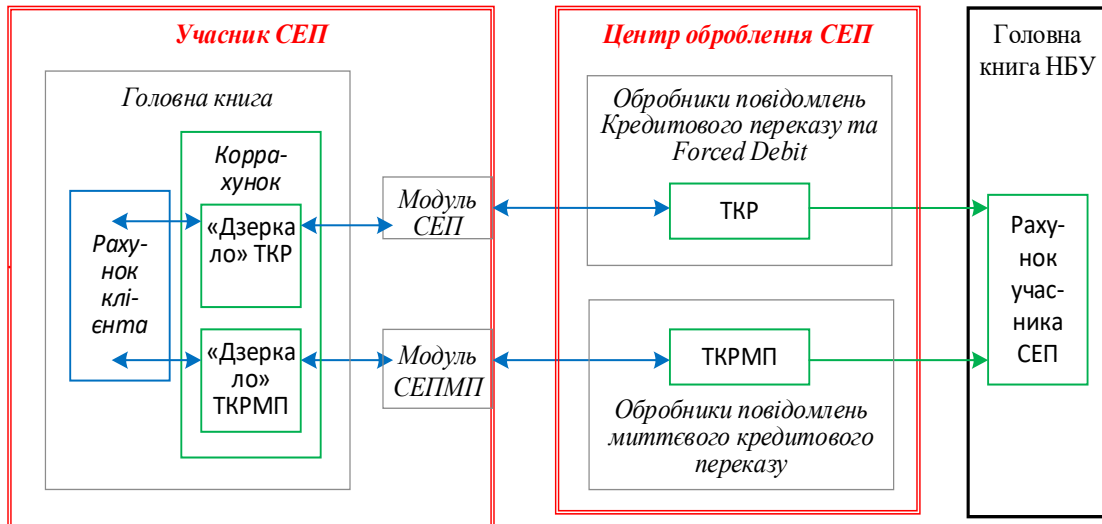 Учасник СЕП
Головна книга
Корра-
хунок
Раху-
нок
клі-
єнта
«Дзерка
ло» ТКР
«Дзерка
ло»
ТКРМП
Модуль
СЕП
Модуль
СЕПМП
Центр оброблення СЕП
Обробники повідомлень
Кредитового переказу та
Forced Debit
ТКР
ТКРМП
Обробники повідомлень
миттєвого кредитового
переказу
Головна
книга НБУ
Раху-
нок
учас-
ника
СЕП